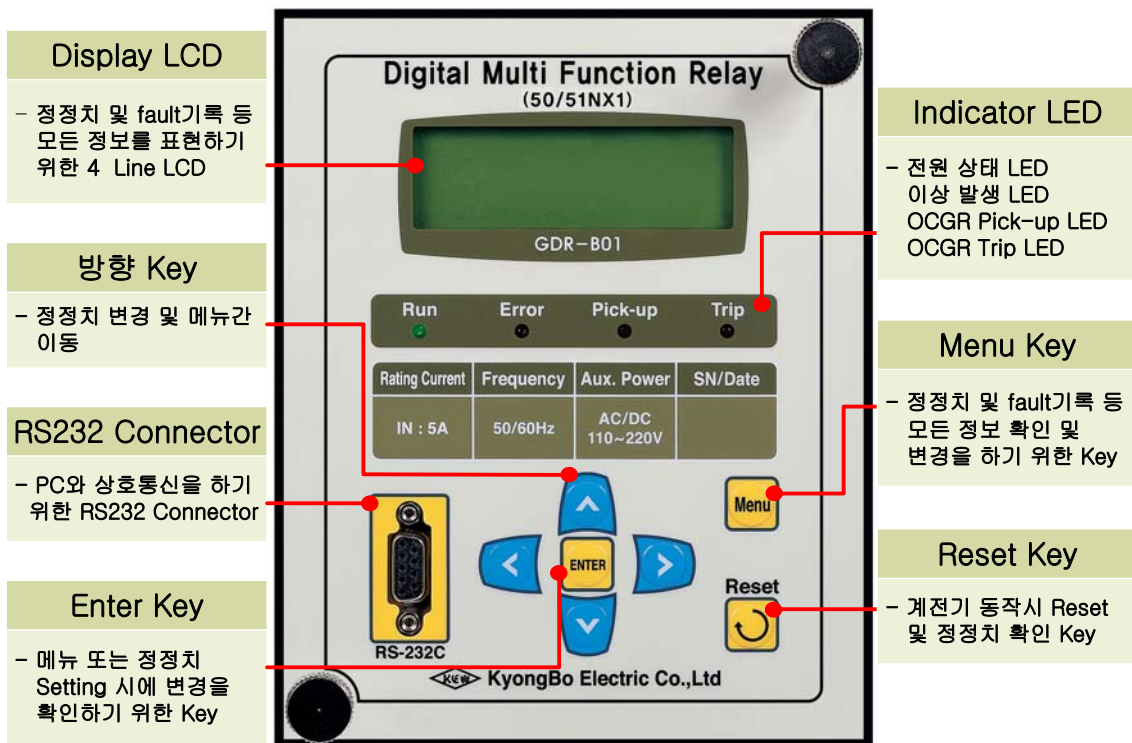 Display LCD
- 정정치 및 fault기록 등
모든 정보를 표현하기
위한 4 Line LCD
방향 Key
- 정정치 변경 및 메뉴간
이동
RS232 Connector
- PC와 상호통신을 하기
위한 RS232 Connector
Enter Key
- 메뉴 또는 정정치
Setting 시에 변경을
확인하기 위한 Key
Digital Multi Function Relay
(50/51NX1)
GDR-B01
Run Error Pick-up Trip
Rating Current Frequency Aux. Power SN/Date
IN : 5A 50/60Hz AC/DC
110~220V
Menu
ENTER
Reset
RS-232C
KEW KyongBo Electric Co.,Ltd
Indicator LED
- 전원 상태 LED
이상 발생 LED
OCGR Pick-up LED
OCGR Trip LED
Menu Key
- 정정치 및 fault기록 등
모든 정보 확인 및
변경을 하기 위한 Key
Reset Key
- 계전기 동작시 Reset
및 정정치 확인 Key